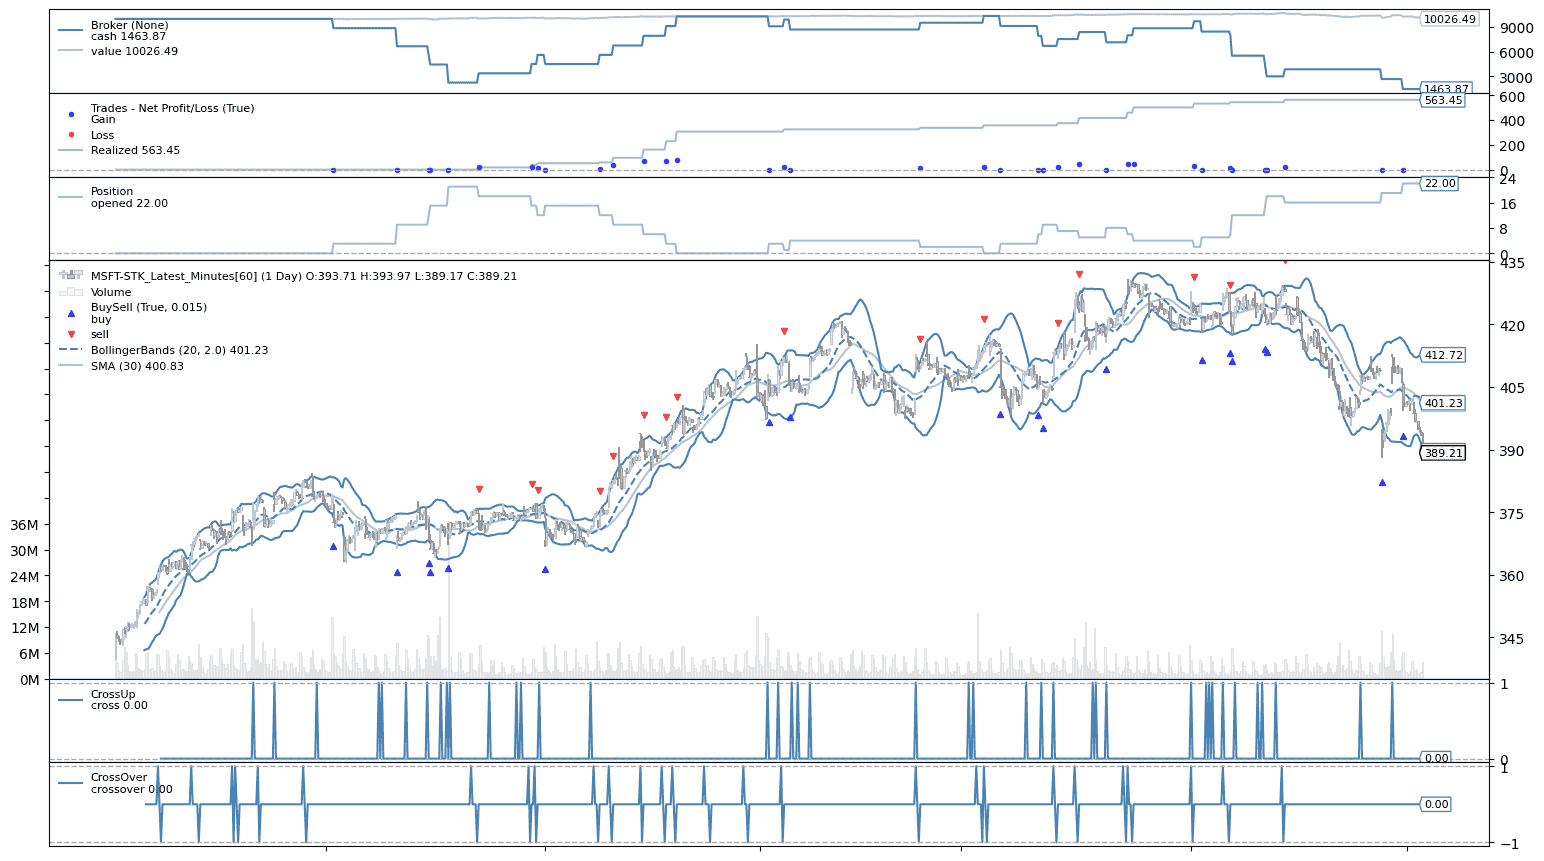 Broker (None)
cash 1463.87
value 10026.49
10026.49
9000
6000
3000
1463.87
Trades - Net Profit/Loss (True)
Gain
Loss
Realized 563.45
600
563.45
400
200
0
Position
opened 22.00
24
22.00
16
8
0
MSFT-STK_Latest_Minutes[60] (1 Day) O:393.71 H:393.97 L:389.17 C:389.21
Volume
BuySell (True, 0.015)
buy
sell
BollingerBands (20, 2.0) 401.23
SMA (30) 400.83
435
420
412.72
405
401.23
390
389.21
375
360
345
36M
30M
24M
18M
12M
6M
0M
CrossUp
cross 0.00
1
0.00
0
CrossOver
crossover 0.00
1
0.00
−1